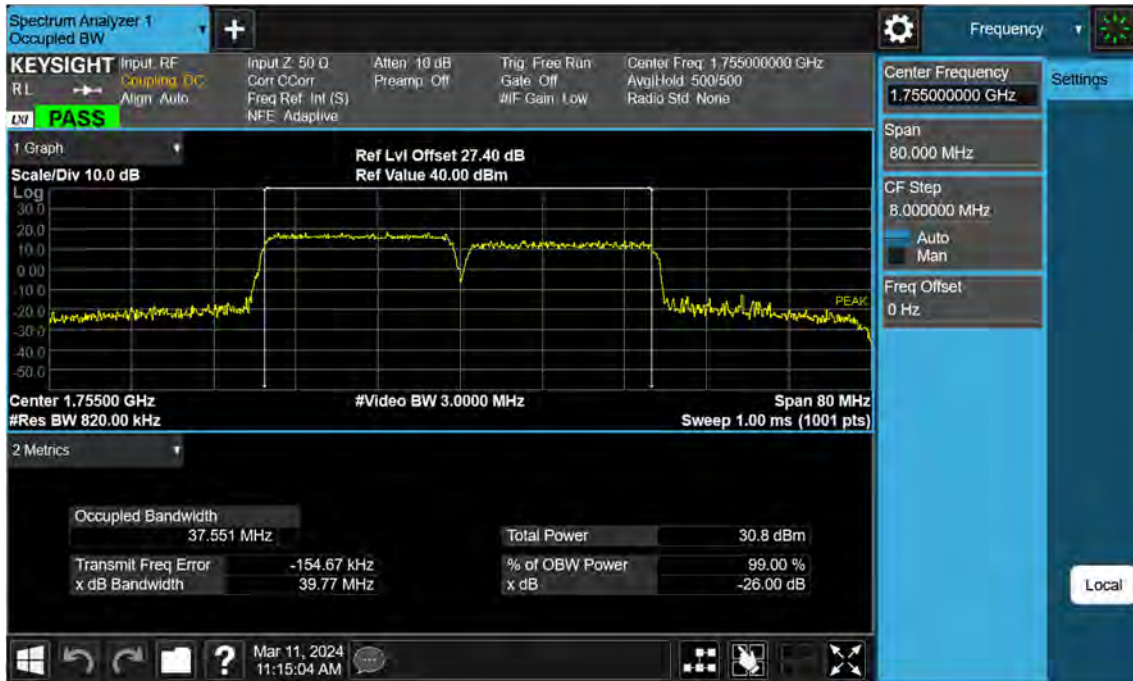 Spectrum Analyzer 1
Occupied BW
+
Frequency
KEYSIGHT Input: RF Input Z: 50 Ω Atten: 10 dB Trig: Free Run Center Freq: 1.755000000 GHz
RL Coupling: DC Corr CCorr Preamp: Off Gate: Off Avg|Hold: 500/500
Align: Auto Freq Ref: Int (S) #IF Gain: Low Radio Std: None
LXI PASS NFE: Adaptive
Center Frequency
1.755000000 GHz
Settings
Span
80.000 MHz
CF Step
8.000000 MHz
Auto
Man
Freq Offset
0 Hz
1 Graph
Ref Lvl Offset 27.40 dB
Scale/Div 10.0 dB Ref Value 40.00 dBm
Log
30.0
20.0
10.0
0.00
-10.0
-20.0
-30.0
-40.0
-50.0
PEAK
Center 1.75500 GHz #Video BW 3.0000 MHz Span 80 MHz
#Res BW 820.00 kHz Sweep 1.00 ms (1001 pts)
2 Metrics
Occupied Bandwidth
37.551 MHz Total Power 30.8 dBm
Transmit Freq Error -154.67 kHz % of OBW Power 99.00 %
x dB Bandwidth 39.77 MHz x dB -26.00 dB
Local
?
Mar 11, 2024
11:15:04 AM